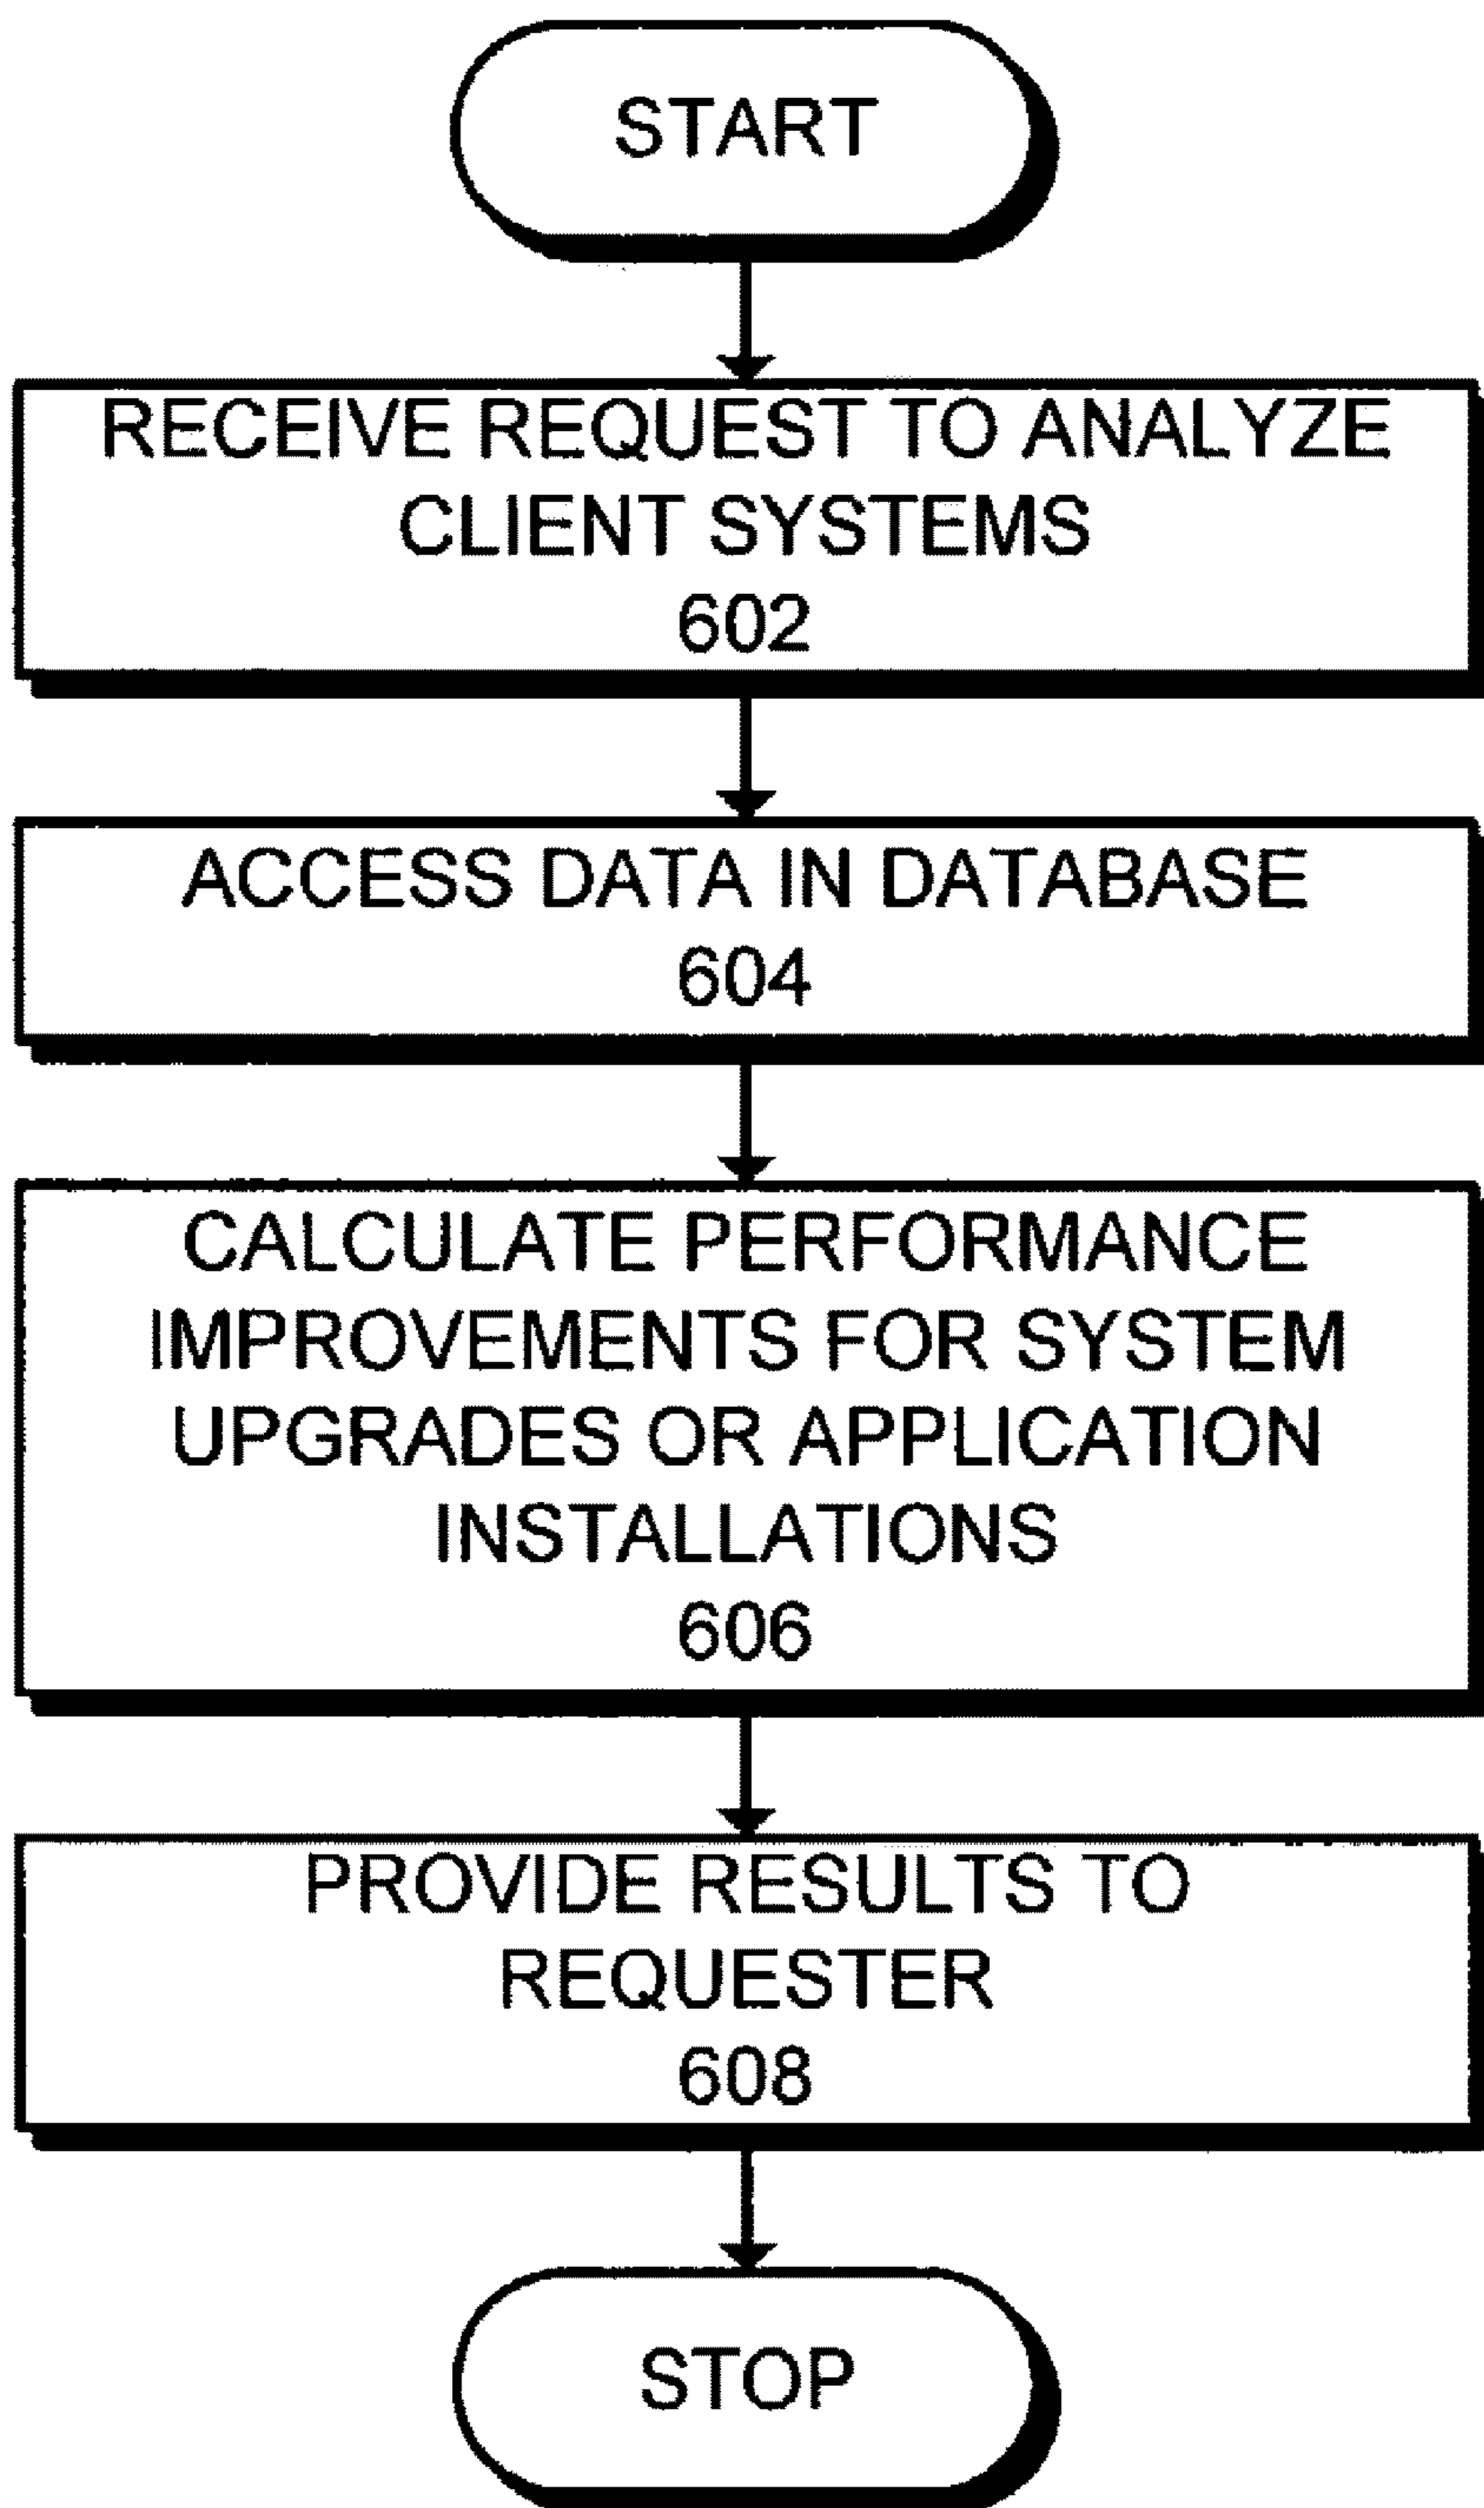 START
RECEIVE REQUEST TO ANALYZE
CLIENT SYSTEMS
602
ACCESS DATA IN DATABASE
604
CALCULATE PERFORMANCE
IMPROVEMENTS FOR SYSTEM
UPGRADES OR APPLICATION
INSTALLATIONS
606
PROVIDE RESULTS TO
REQUESTER
608
STOP